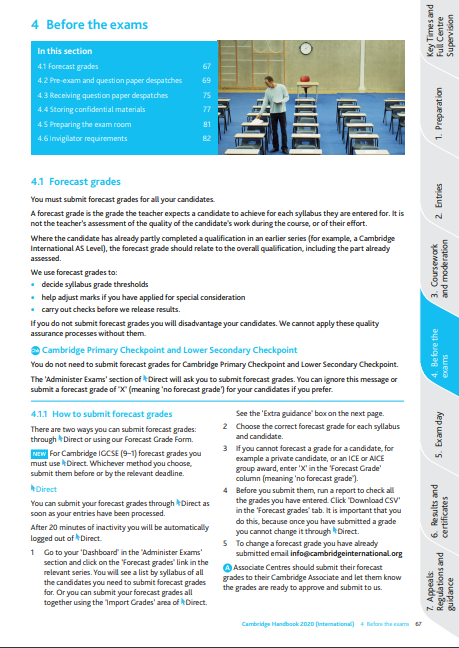 4 Before the exams
In this section
4.1 Forecast grades 67
4.2 Pre-exam and question paper despatches 69
4.3 Receiving question paper despatches 75
4.4 Storing confidential materials 77
4.5 Preparing the exam room 81
4.6 Invigilator requirements 82
4.1 Forecast grades
You must submit forecast grades for all your candidates.
A forecast grade is the grade the teacher expects a candidate to achieve for each syllabus they are entered for. It is
not the teacher's assessment of the quality of the candidate's work during the course, or of their effort.
Where the candidate has already partly completed a qualification in an earlier series (for example, a Cambridge
International AS Level), the forecast grade should relate to the overall qualification, including the part already
assessed.
We use forecast grades to:
• decide syllabus grade thresholds
• help adjust marks if you have applied for special consideration
• carry out checks before we release results.
If you do not submit forecast grades you will disadvantage your candidates. We cannot apply these quality
assurance processes without them.
Cambridge Primary Checkpoint and Lower Secondary Checkpoint
You do not need to submit forecast grades for Cambridge Primary Checkpoint and Lower Secondary Checkpoint.
The 'Administer Exams' section of Direct will ask you to submit forecast grades. You can ignore this message or
submit a forecast grade of 'X' (meaning 'no forecast grade') for your candidates if you prefer.
4.1.1 How to submit forecast grades
There are two ways you can submit forecast grades:
through Direct or using our Forecast Grade Form.
NEW For Cambridge IGCSE (9–1) forecast grades you
must use Direct. Whichever method you choose,
submit them before or by the relevant deadline.
Direct
You can submit your forecast grades through Direct as
soon as your entries have been processed.
After 20 minutes of inactivity you will be automatically
logged out of Direct.
1 Go to your 'Dashboard' in the 'Administer Exams'
section and click on the 'Forecast grades' link in the
relevant series. You will see a list by syllabus of all
the candidates you need to submit forecast grades
for. Or you can submit your forecast grades all
together using the 'Import Grades' area of Direct.
See the 'Extra guidance' box on the next page.
2 Choose the correct forecast grade for each syllabus
and candidate.
3 If you cannot forecast a grade for a candidate, for
example a private candidate, or an ICE or AICE
group award, enter 'X' in the 'Forecast Grade'
column (meaning 'no forecast grade').
4 Before you submit them, run a report to check all
the grades you have entered. Click 'Download CSV'
in the 'Forecast grades' tab. It is important that you
do this, because once you have submitted a grade
you cannot change it through Direct.
5 To change a forecast grade you have already
submitted email info@cambridgeinternational.org
A Associate Centres should submit their forecast
grades to their Cambridge Associate and let them know
the grades are ready to approve and submit to us.
Cambridge Handbook 2020 (International) 4 Before the exams 67
Key Times and
Full Centre
Supervision
1. Preparation
2. Entries
3. Coursework
and moderation
4. Before the
exams
5. Exam day
6. Results and
certificates
7. Appeals:
Regulations and
guidance